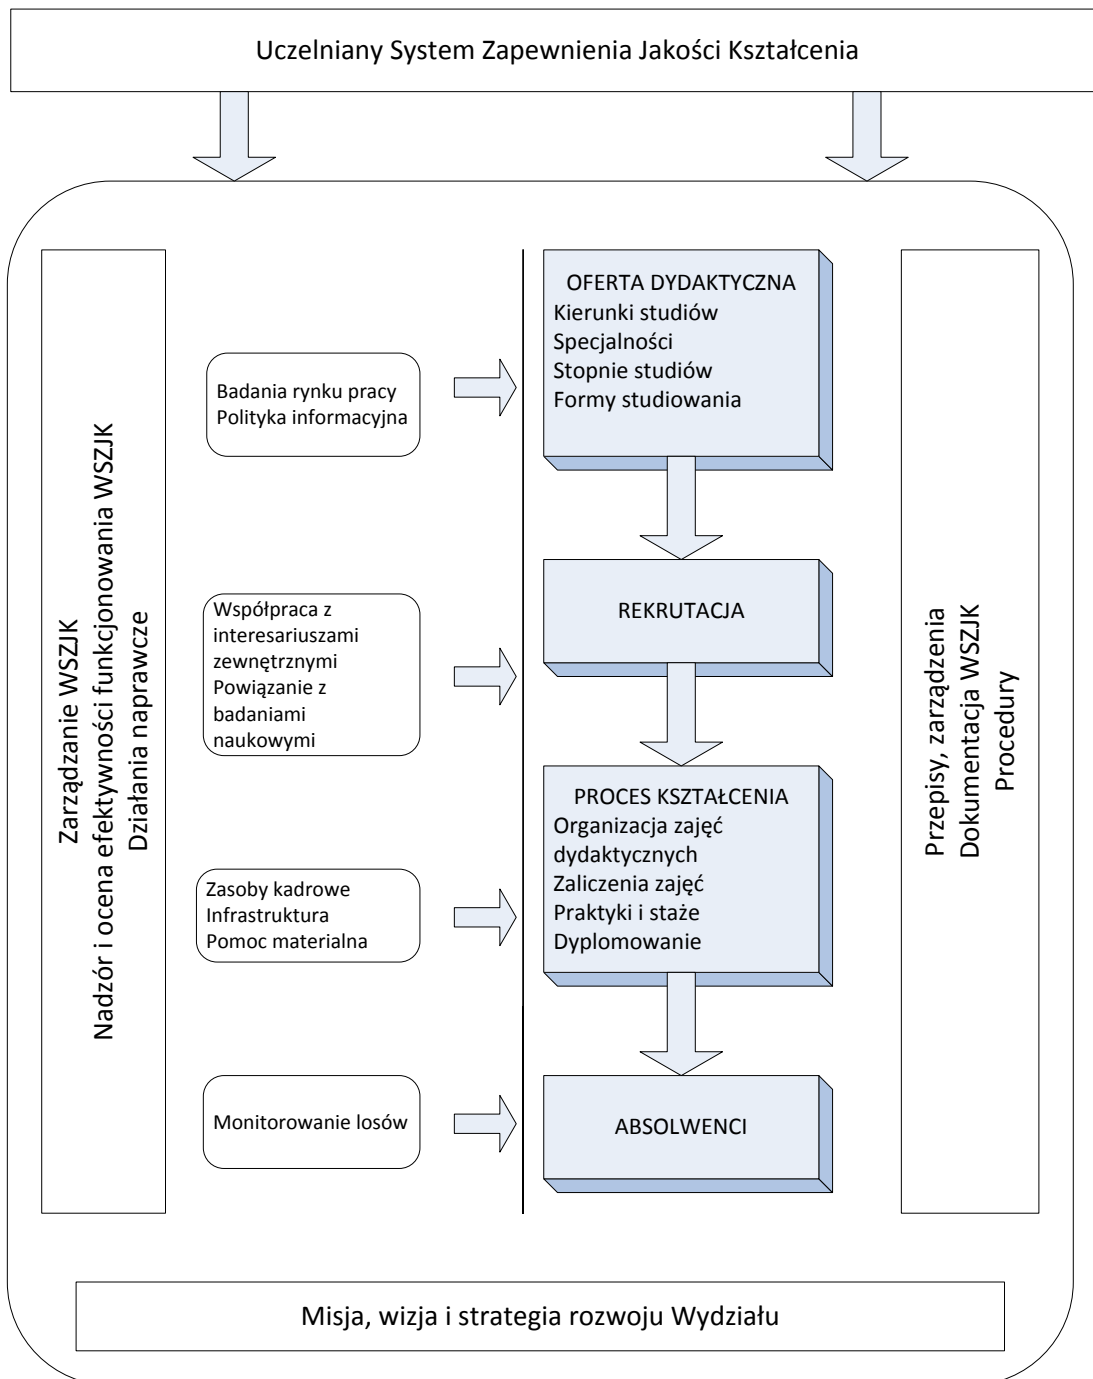 Uczelniany System Zapewnienia Jakości Kształcenia
Zarządzanie WSZJK
Nadzór i ocena efektywności funkcjonowania WSZJK
Działania naprawcze
Badania rynku pracy
Polityka informacyjna
Współpraca z
interesariuszami
zewnętrznymi
Powiązanie z
badaniami
naukowymi
Zasoby kadrowe
Infrastruktura
Pomoc materialna
Monitorowanie losów
OFERTA DYDAKTYCZNA
Kierunki studiów
Specjalności
Stopnie studiów
Formy studiowania
REKRUTACJA
PROCES KSZTAŁCENIA
Organizacja zajęć
dydaktycznych
Zaliczenia zajęć
Praktyki i staże
Dyplomowanie
ABSOLWENCI
Przepisy, zarządzenia
Dokumentacja WSZJK
Procedury
Misja, wizja i strategia rozwoju Wydziału